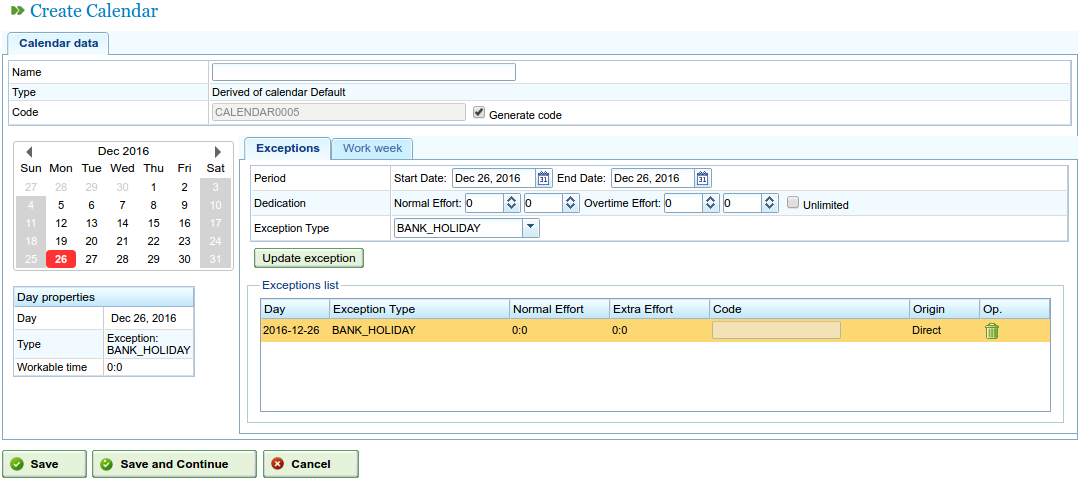 Create Calendar
Calendar data
Name
Type Derived of calendar Default
Code CALENDAR0005 Generate code
Dec 2016
Sun Mon Tue Wed Thu Fri Sat
27 28 29 30 1 2 3
4 5 6 7 8 9 10
11 12 13 14 15 16 17
18 19 20 21 22 23 24
25 26 27 28 29 30 31
Day properties
Day Dec 26, 2016
Type Exception:
BANK_HOLIDAY
Workable time 0:0
Exceptions Work week
Period Start Date: Dec 26, 2016 31 End Date: Dec 26, 2016 31
Dedication Normal Effort: 0 0 Overtime Effort: 0 0 Unlimited
Exception Type BANK_HOLIDAY
Update exception
Exceptions list
Day Exception Type Normal Effort Extra Effort Code Origin Op.
2016-12-26 BANK_HOLIDAY 0:0 0:0 Direct
Save Save and Continue Cancel